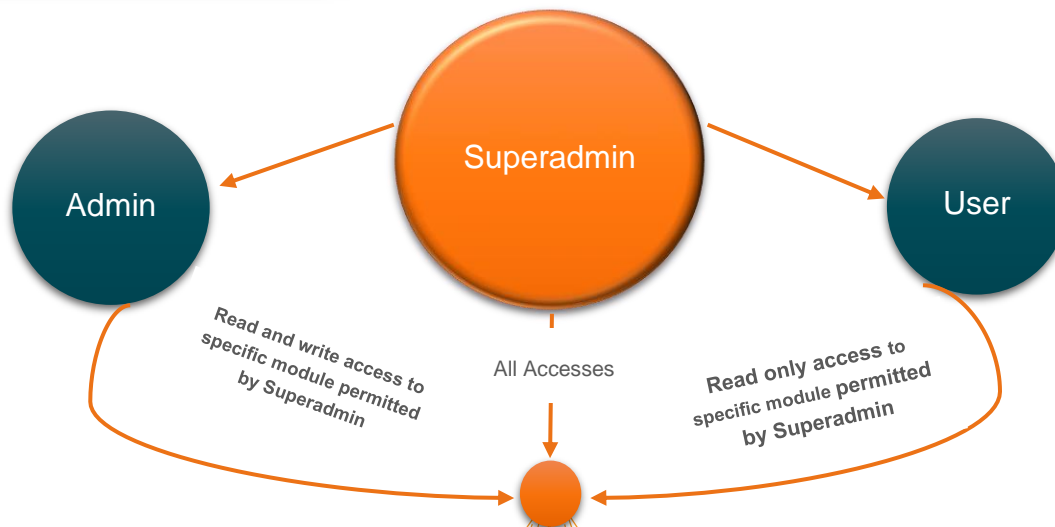 Superadmin
Admin
User
Read and write access to
specific module permitted
by Superadmin
All Accesses
Read only access to
specific module permitted
by Superadmin